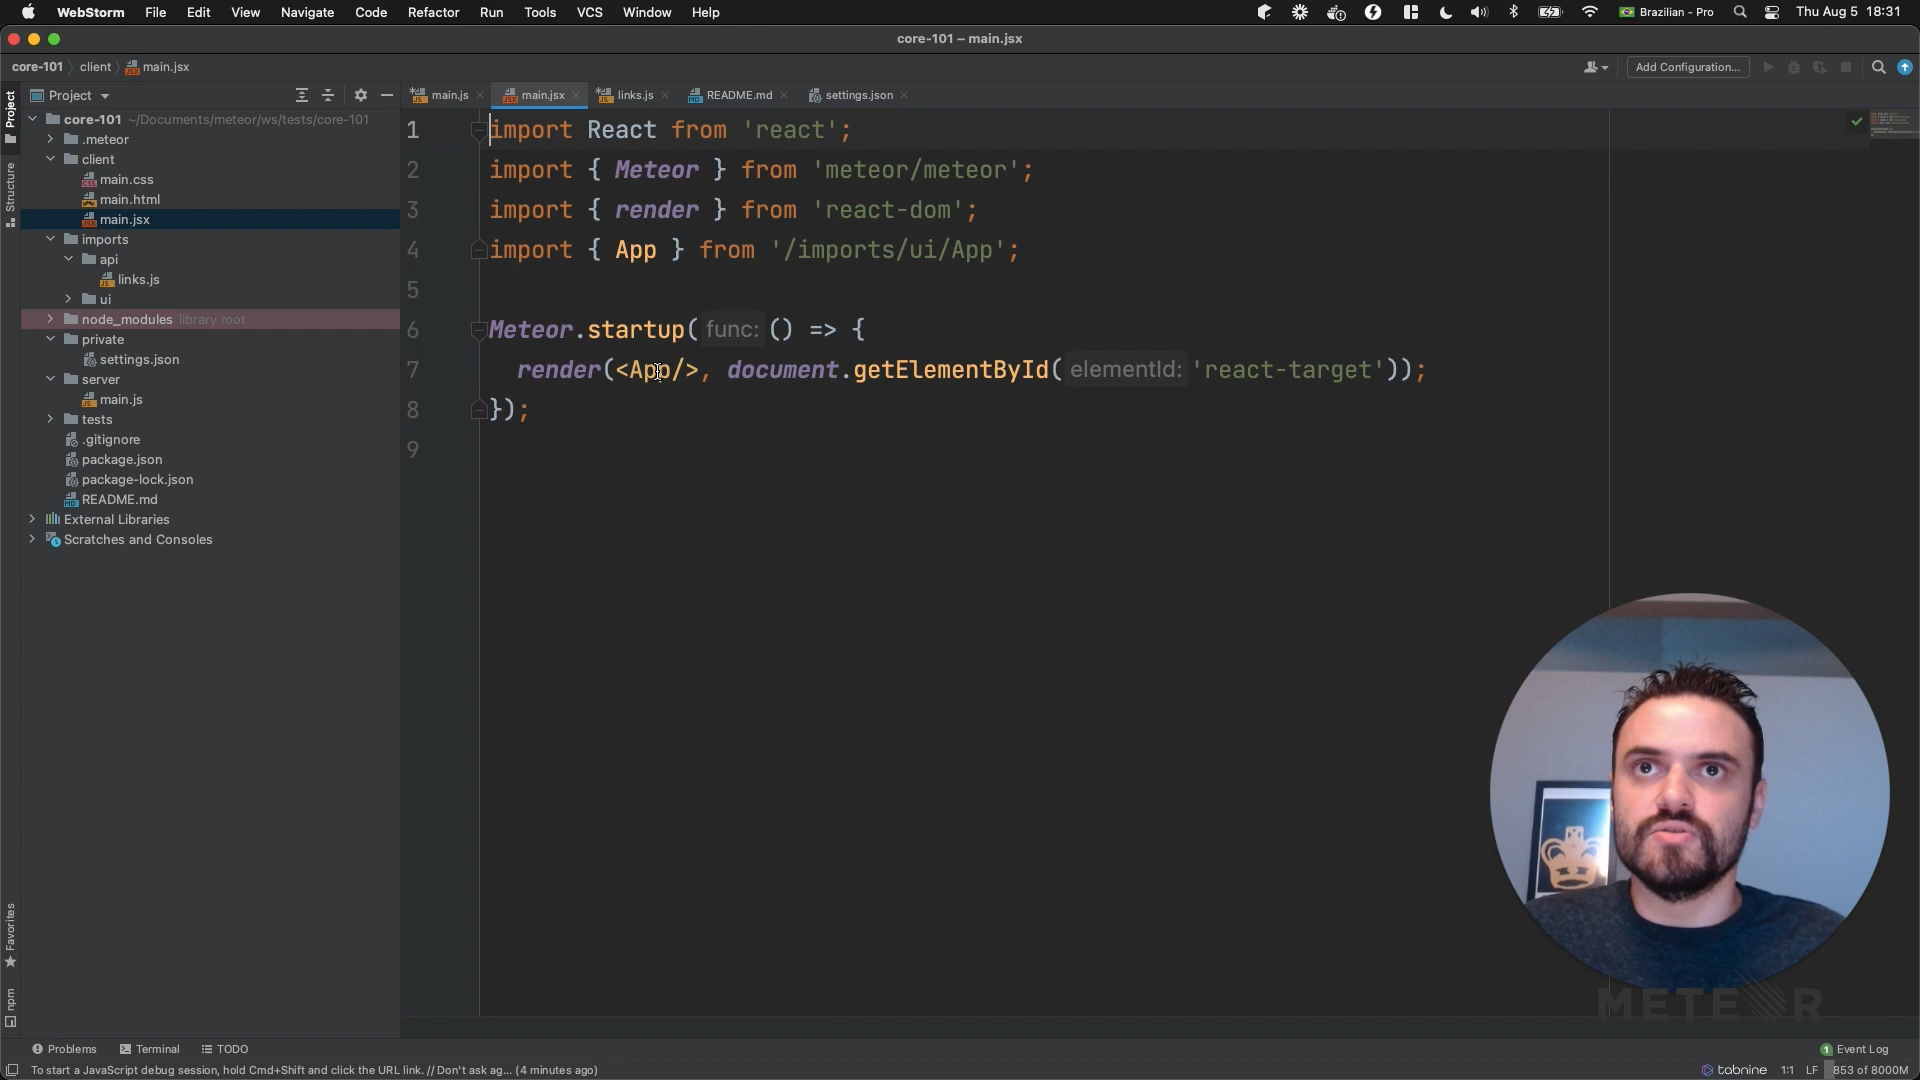 WebStorm File Edit View Navigate Code Refactor Run Tools VCS Window Help
Brazilian - Pro Thu Aug 5 18:31
core-101 – main.jsx
core-101 client main.jsx
Add Configuration...
Project
main.js main.jsx links.js README.md settings.json
Project
Structure
Favorites
npm
core-101 ~/Documents/meteor/ws/tests/core-101
.meteor
client
main.css
main.html
main.jsx
imports
api
links.js
ui
node_modules library root
private
settings.json
server
main.js
tests
.gitignore
package.json
package-lock.json
README.md
External Libraries
Scratches and Consoles
1 import React from 'react';
2 import { Meteor } from 'meteor/meteor';
3 import { render } from 'react-dom';
4 import { App } from '/imports/ui/App';
5
6 Meteor.startup( func: () => {
7 render(<App/>, document.getElementById( elementId: 'react-target'));
8 });
9
METEOR
Problems Terminal TODO
1 Event Log
To start a JavaScript debug session, hold Cmd+Shift and click the URL link. // Don't ask ag... (4 minutes ago)
tabnine 1:1 LF 853 of 8000M